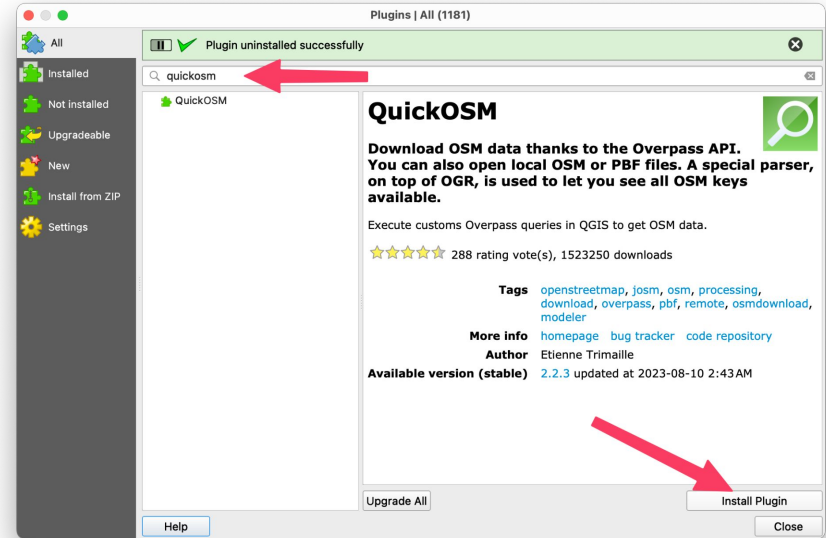 Plugins | All (1181)
All
Installed
Not installed
Upgradeable
New
Install from ZIP
Settings
Plugin uninstalled successfully
quickosm
QuickOSM
QuickOSM
Download OSM data thanks to the Overpass API.
You can also open local OSM or PBF files. A special parser,
on top of OGR, is used to let you see all OSM keys
available.
Execute customs Overpass queries in QGIS to get OSM data.
288 rating vote(s), 1523250 downloads
Tags openstreetmap, josm, osm, processing,
download, overpass, pbf, remote, osmdownload,
modeler
More info homepage bug tracker code repository
Author Etienne Trimaille
Available version (stable) 2.2.3 updated at 2023-08-10 2:43 AM
Upgrade All
Install Plugin
Help
Close